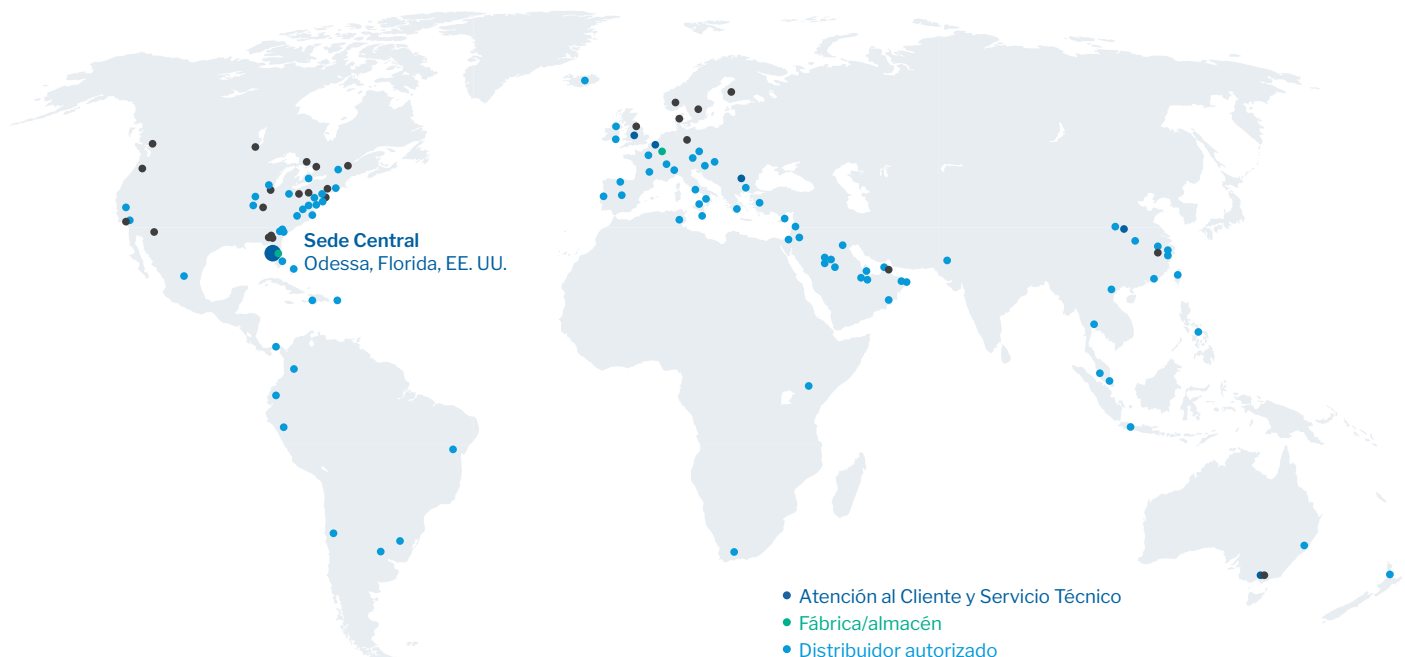 Sede Central
Odessa, Florida, EE. UU.
Atención al Cliente y Servicio Técnico
Fábrica/almacén
Distribuidor autorizado